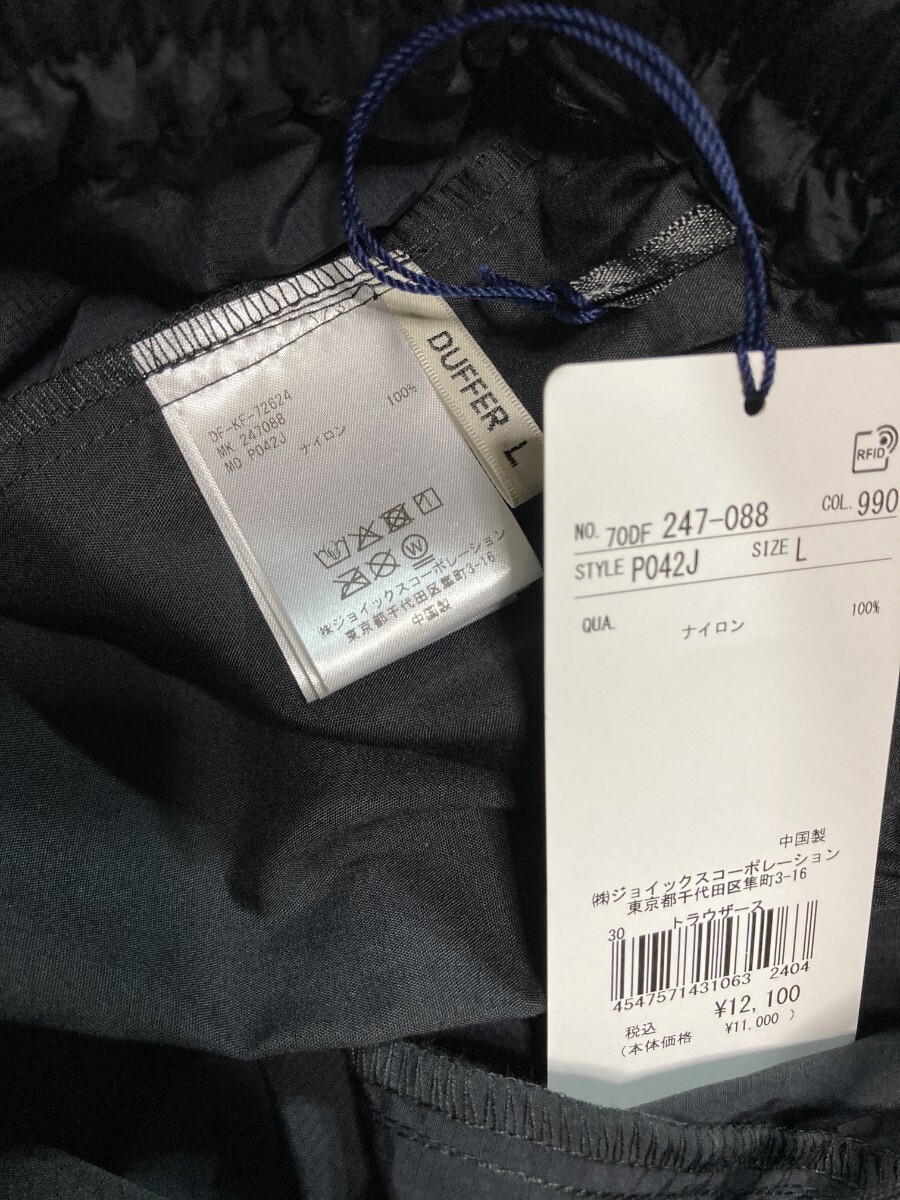 DF-KF-72624
MK 247088
MD P042J
ナイロン 100%
㈱ジョイックスコーポレーション
東京都千代田区隼町3-16
中国製
DUFFER L
RFID
NO. 70DF 247-088 COL. 990
STYLE P042J SIZE L
QUA. ナイロン 100%
中国製
㈱ジョイックスコーポレーション
東京都千代田区隼町3-16
トラウザース
30
4547571431063 2404
税込 ¥12,100
(本体価格 ¥11,000 )